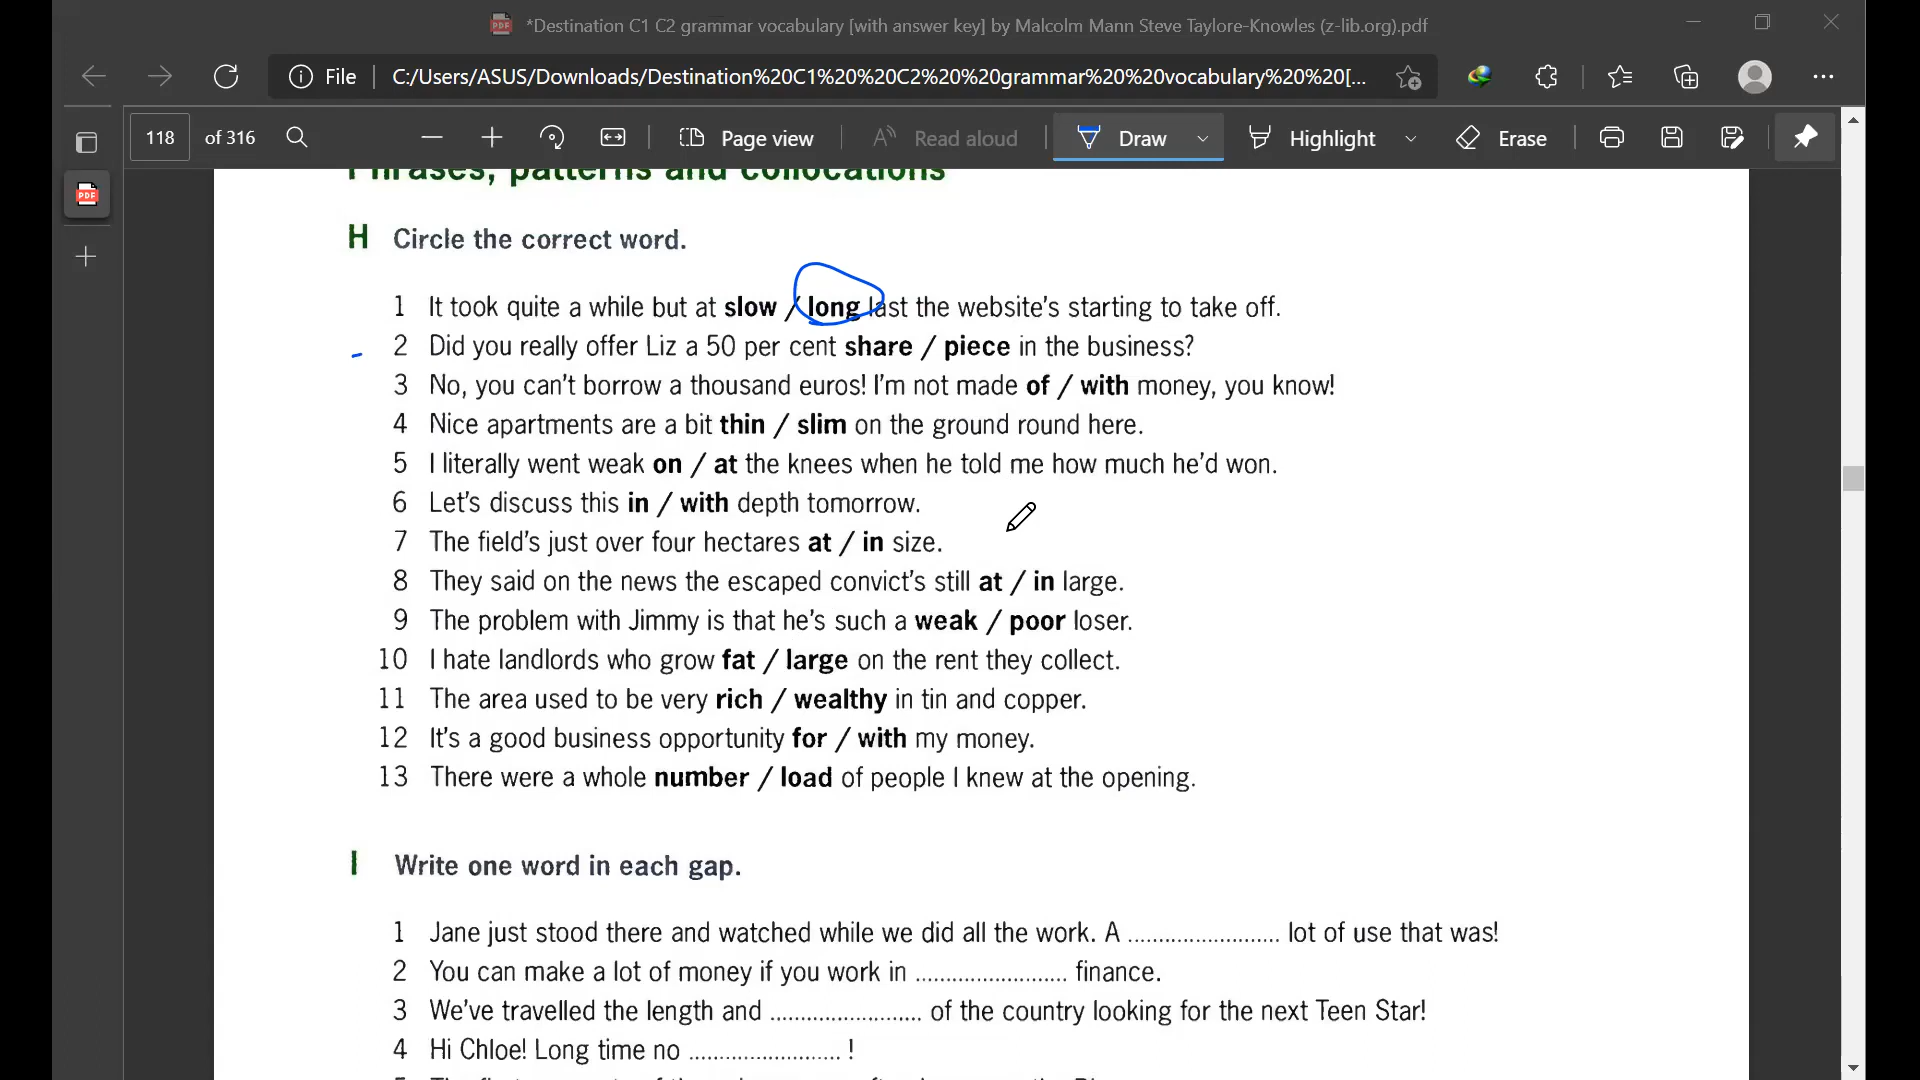 *Destination C1 C2 grammar vocabulary [with answer key] by Malcolm Mann Steve Taylore-Knowles (z-lib.org).pdf
File C:/Users/ASUS/Downloads/Destination%20C1%20%20C2%20%20grammar%20%20vocabulary%20%20[...
118 of 316 Page view Read aloud Draw Highlight Erase
PDF
Phrases, patterns and collocations
H Circle the correct word.
1 It took quite a while but at slow / long last the website's starting to take off.
2 Did you really offer Liz a 50 per cent share / piece in the business?
3 No, you can't borrow a thousand euros! I'm not made of / with money, you know!
4 Nice apartments are a bit thin / slim on the ground round here.
5 I literally went weak on / at the knees when he told me how much he'd won.
6 Let's discuss this in / with depth tomorrow.
7 The field's just over four hectares at / in size.
8 They said on the news the escaped convict's still at / in large.
9 The problem with Jimmy is that he's such a weak / poor loser.
10 I hate landlords who grow fat / large on the rent they collect.
11 The area used to be very rich / wealthy in tin and copper.
12 It's a good business opportunity for / with my money.
13 There were a whole number / load of people I knew at the opening.
I Write one word in each gap.
1 Jane just stood there and watched while we did all the work. A ........................ lot of use that was!
2 You can make a lot of money if you work in ........................ finance.
3 We've travelled the length and ........................ of the country looking for the next Teen Star!
4 Hi Chloe! Long time no ........................ !